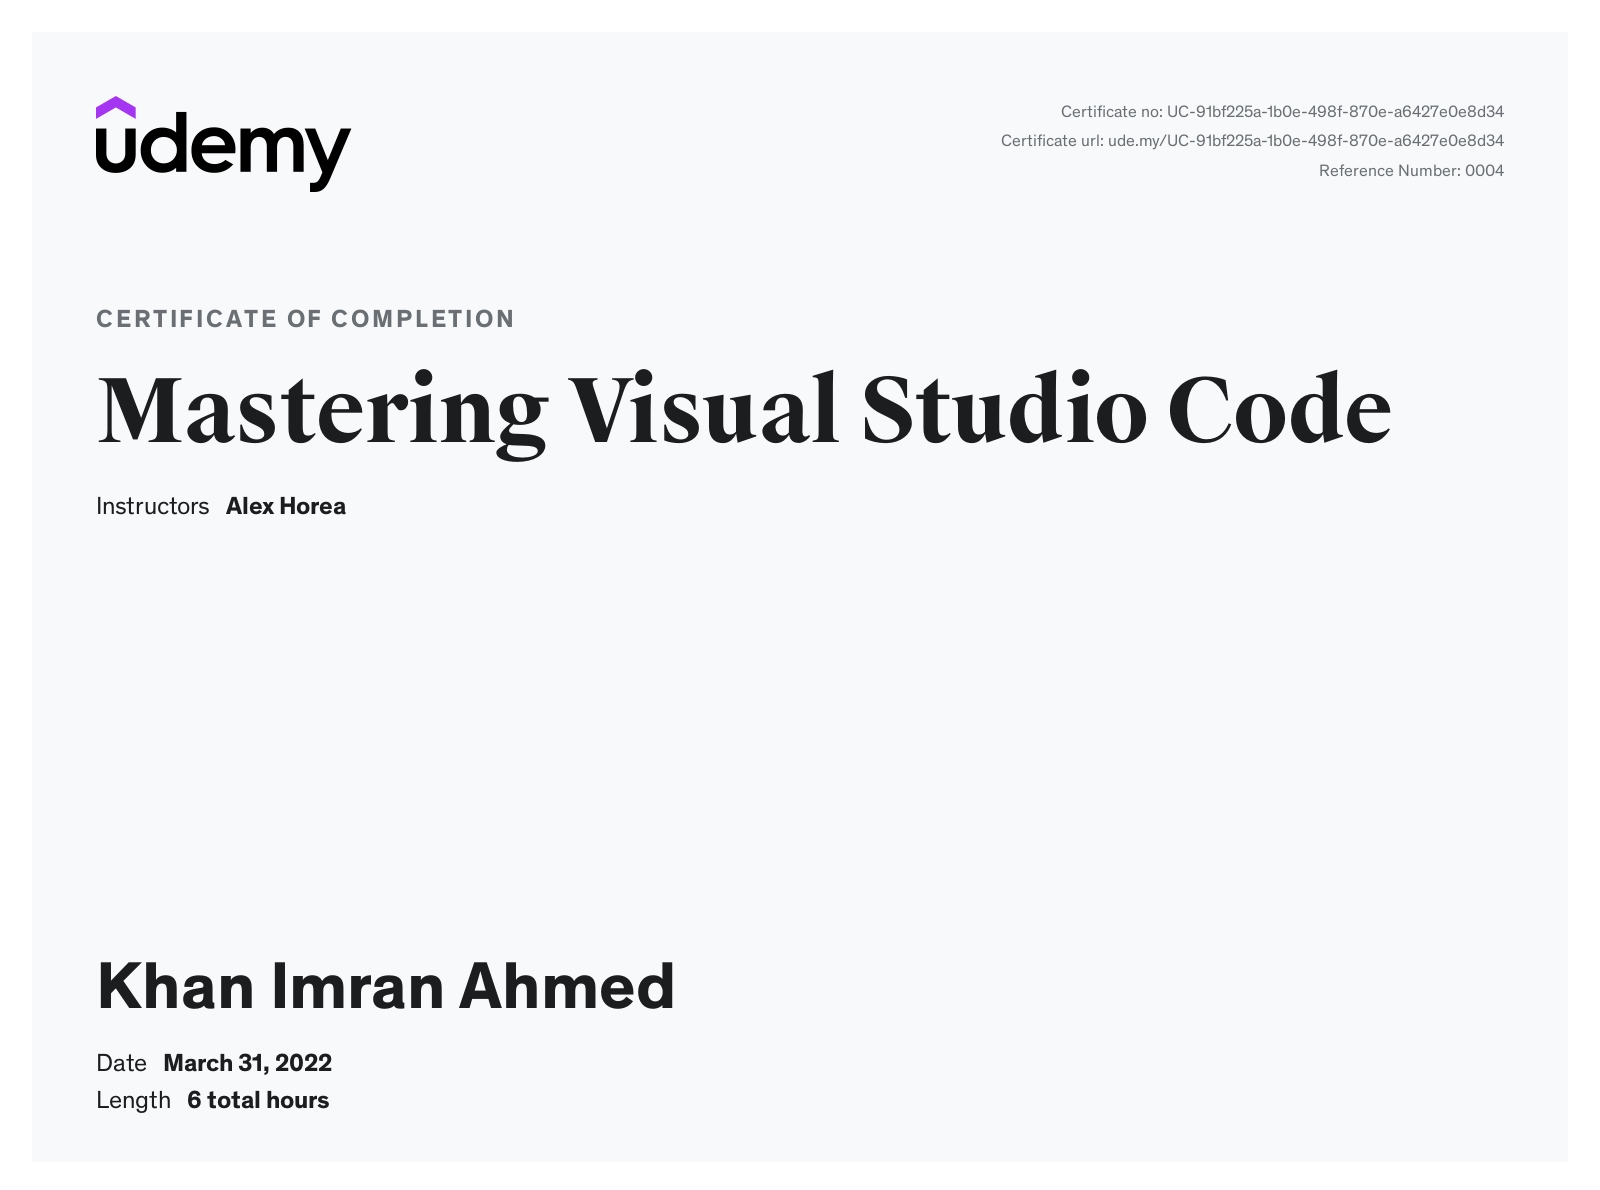 udemy
Certificate no: UC-91bf225a-1b0e-498f-870e-a6427e0e8d34
Certificate url: ude.my/UC-91bf225a-1b0e-498f-870e-a6427e0e8d34
Reference Number: 0004
CERTIFICATE OF COMPLETION
Mastering Visual Studio Code
Instructors Alex Horea
Khan Imran Ahmed
Date March 31, 2022
Length 6 total hours